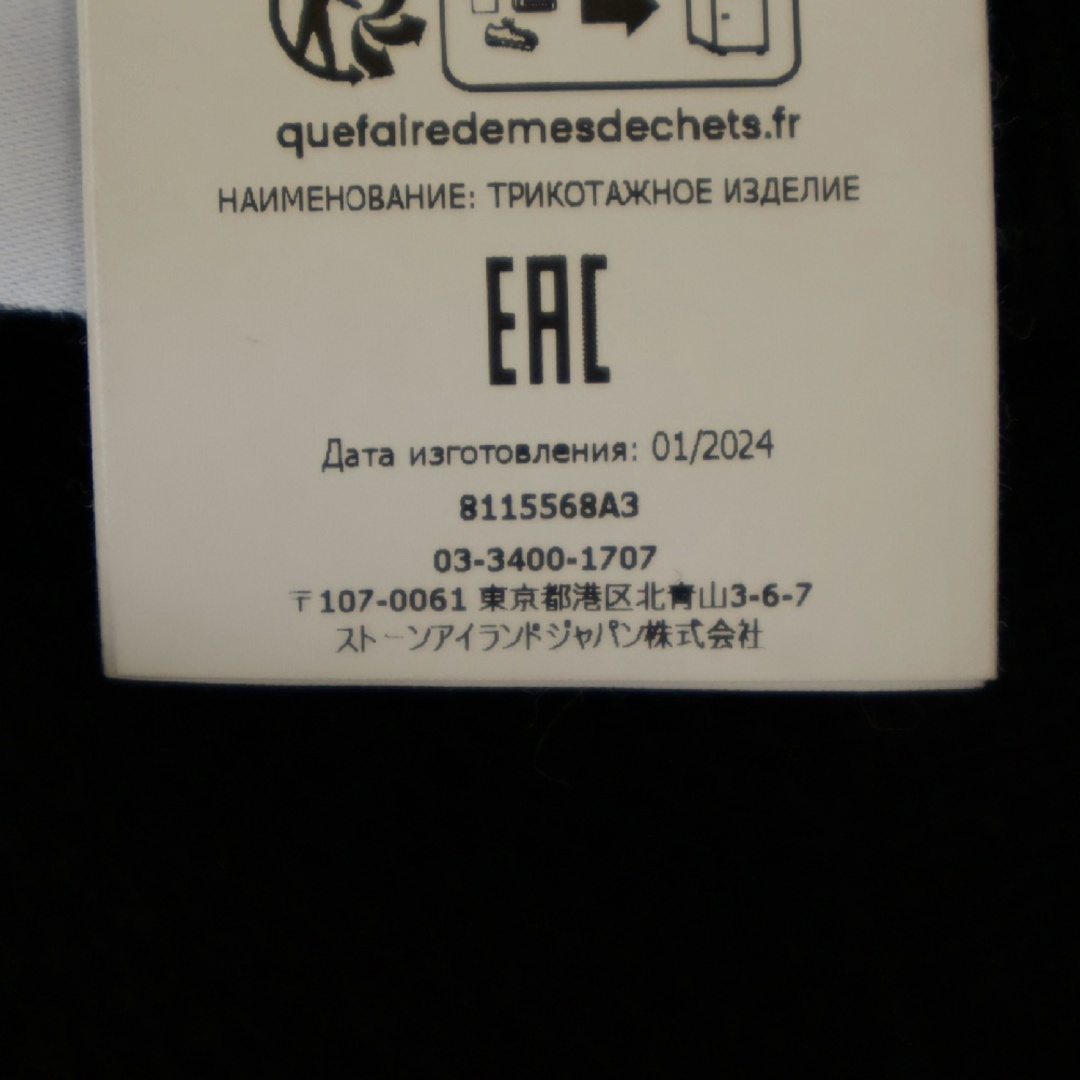 quefairedemesdechets.fr
НАИМЕНОВАНИЕ: ТРИКОТАЖНОЕ ИЗДЕЛИЕ
EAC
Дата изготовления: 01/2024
8115568A3
03-3400-1707
〒107-0061 東京都港区北青山3-6-7
ストーンアイランドジャパン株式会社